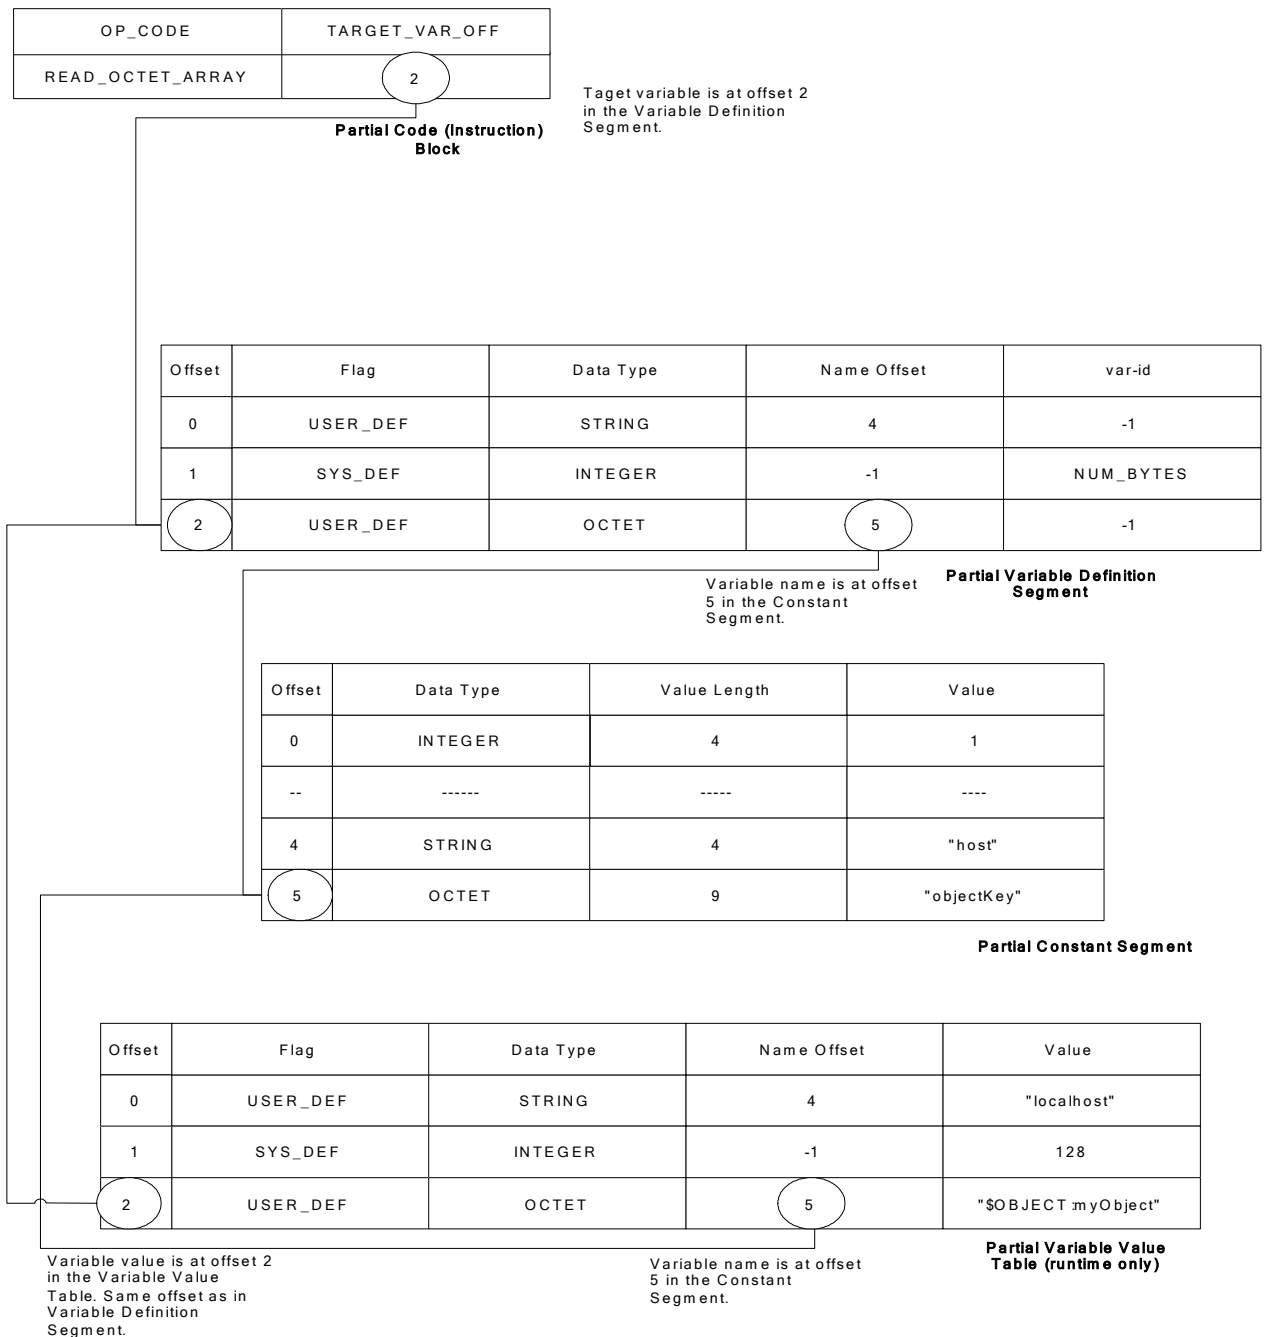 OP_CODE TARGET_VAR_OFF
READ_OCTET_ARRAY 2
Taget variable is at offset 2
in the Variable Definition
Segment.
Partial Code (Instruction)
Block
Offset Flag Data Type Name Offset var-id
0 USER_DEF STRING 4 -1
1 SYS_DEF INTEGER -1 NUM_BYTES
2 USER_DEF OCTET 5 -1
Variable name is at offset
5 in the Constant
Segment.
Partial Variable Definition
Segment
Offset Data Type Value Length Value
0 INTEGER 4 1
-- ------ ----- ----
4 STRING 4 "host"
5 OCTET 9 "objectKey"
Partial Constant Segment
Offset Flag Data Type Name Offset Value
0 USER_DEF STRING 4 "localhost"
1 SYS_DEF INTEGER -1 128
2 USER_DEF OCTET 5 "$OBJECT:myObject"
Variable value is at offset 2
in the Variable Value
Table. Same offset as in
Variable Definition
Segment.
Variable name is at offset
5 in the Constant
Segment.
Partial Variable Value
Table (runtime only)